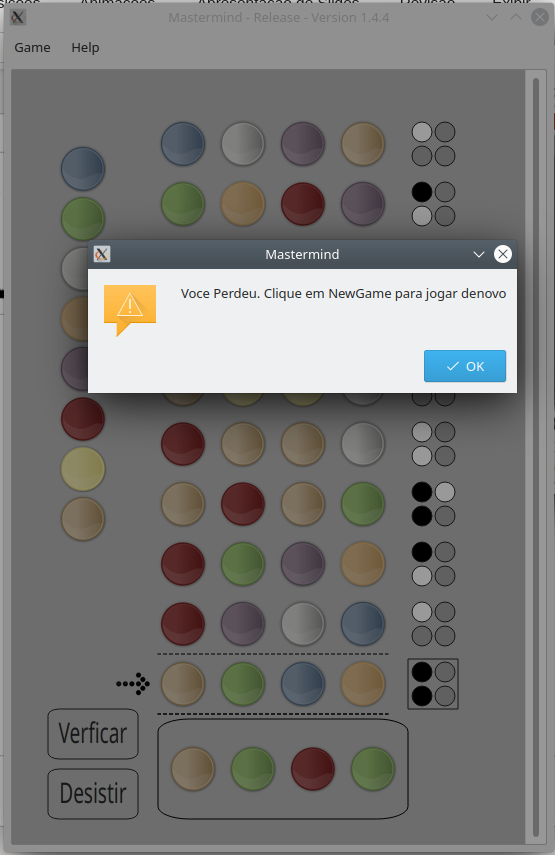 Mastermind - Release - Version 1.4.4
Game Help
Mastermind
Voce Perdeu. Clique em NewGame para jogar denovo
OK
Verficar
Desistir